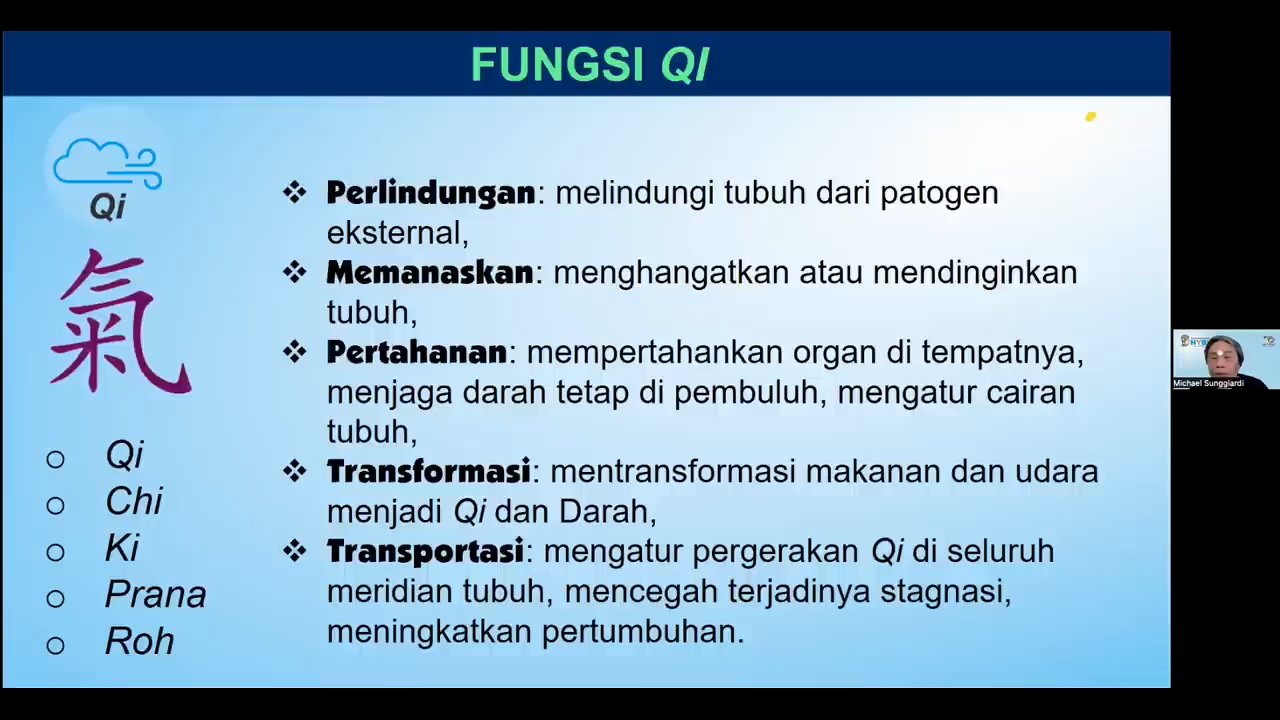 FUNGSI QI
Qi
氣
Qi
Chi
Ki
Prana
Roh
Perlindungan: melindungi tubuh dari patogen
eksternal,
Memanaskan: menghangatkan atau mendinginkan
tubuh,
Pertahanan: mempertahankan organ di tempatnya,
menjaga darah tetap di pembuluh, mengatur cairan
tubuh,
Transformasi: mentransformasi makanan dan udara
menjadi Qi dan Darah,
Transportasi: mengatur pergerakan Qi di seluruh
meridian tubuh, mencegah terjadinya stagnasi,
meningkatkan pertumbuhan.
Michael Sunggiardi